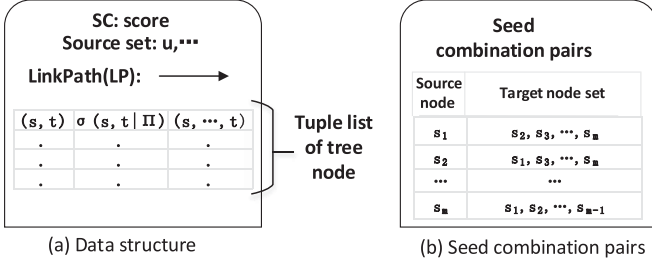 SC: score
Source set: u,···
LinkPath(LP):
(s, t) σ (s, t | Π) (s, ···, t)
. . .
. . .
. . .
Tuple list
of tree
node
(a) Data structure
Seed
combination pairs
Source
node
Target node set
s₁ s₂, s₃, ···, sₘ
s₂ s₁, s₃, ···, sₘ
··· ···
sₘ s₁, s₂, ···, sₘ₋₁
(b) Seed combination pairs